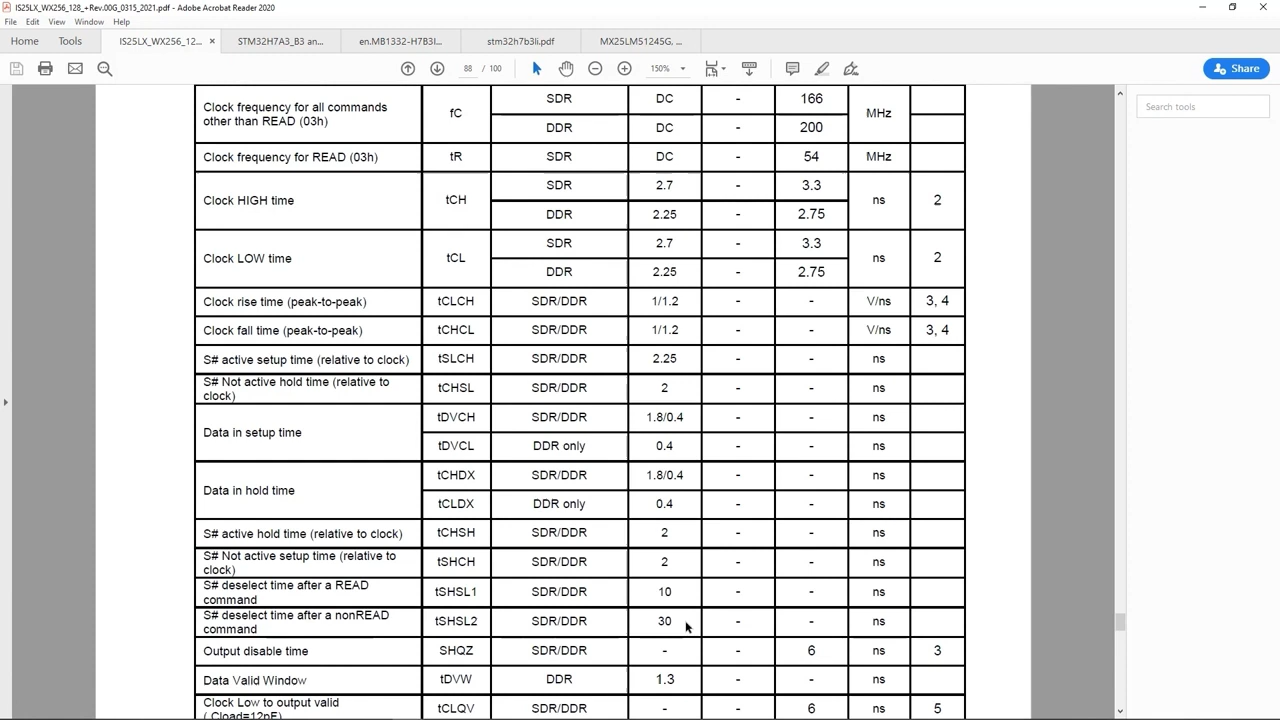 IS25LX_WX256_128_+Rev.00G_0315_2021.pdf - Adobe Acrobat Reader 2020
File Edit View Window Help
Home Tools IS25LX_WX256_12... × STM32H7A3_B3 an... en.MB1332-H7B3I... stm32h7b3li.pdf MX25LM51245G, ...
88 / 100 150% Share
Search tools
Clock frequency for all commands
other than READ (03h) fC SDR DC - 166 MHz
DDR DC - 200
Clock frequency for READ (03h) tR SDR DC - 54 MHz
Clock HIGH time tCH SDR 2.7 - 3.3 ns 2
DDR 2.25 - 2.75
Clock LOW time tCL SDR 2.7 - 3.3 ns 2
DDR 2.25 - 2.75
Clock rise time (peak-to-peak) tCLCH SDR/DDR 1/1.2 - - V/ns 3, 4
Clock fall time (peak-to-peak) tCHCL SDR/DDR 1/1.2 - - V/ns 3, 4
S# active setup time (relative to clock) tSLCH SDR/DDR 2.25 - - ns
S# Not active hold time (relative to
clock) tCHSL SDR/DDR 2 - - ns
Data in setup time tDVCH SDR/DDR 1.8/0.4 - - ns
tDVCL DDR only 0.4 - - ns
Data in hold time tCHDX SDR/DDR 1.8/0.4 - - ns
tCLDX DDR only 0.4 - - ns
S# active hold time (relative to clock) tCHSH SDR/DDR 2 - - ns
S# Not active setup time (relative to
clock) tSHCH SDR/DDR 2 - - ns
S# deselect time after a READ
command tSHSL1 SDR/DDR 10 - - ns
S# deselect time after a nonREAD
command tSHSL2 SDR/DDR 30 - - ns
Output disable time SHQZ SDR/DDR - - 6 ns 3
Data Valid Window tDVW DDR 1.3 - - ns
Clock Low to output valid
( Cload=12pF) tCLQV SDR/DDR - - 6 ns 5